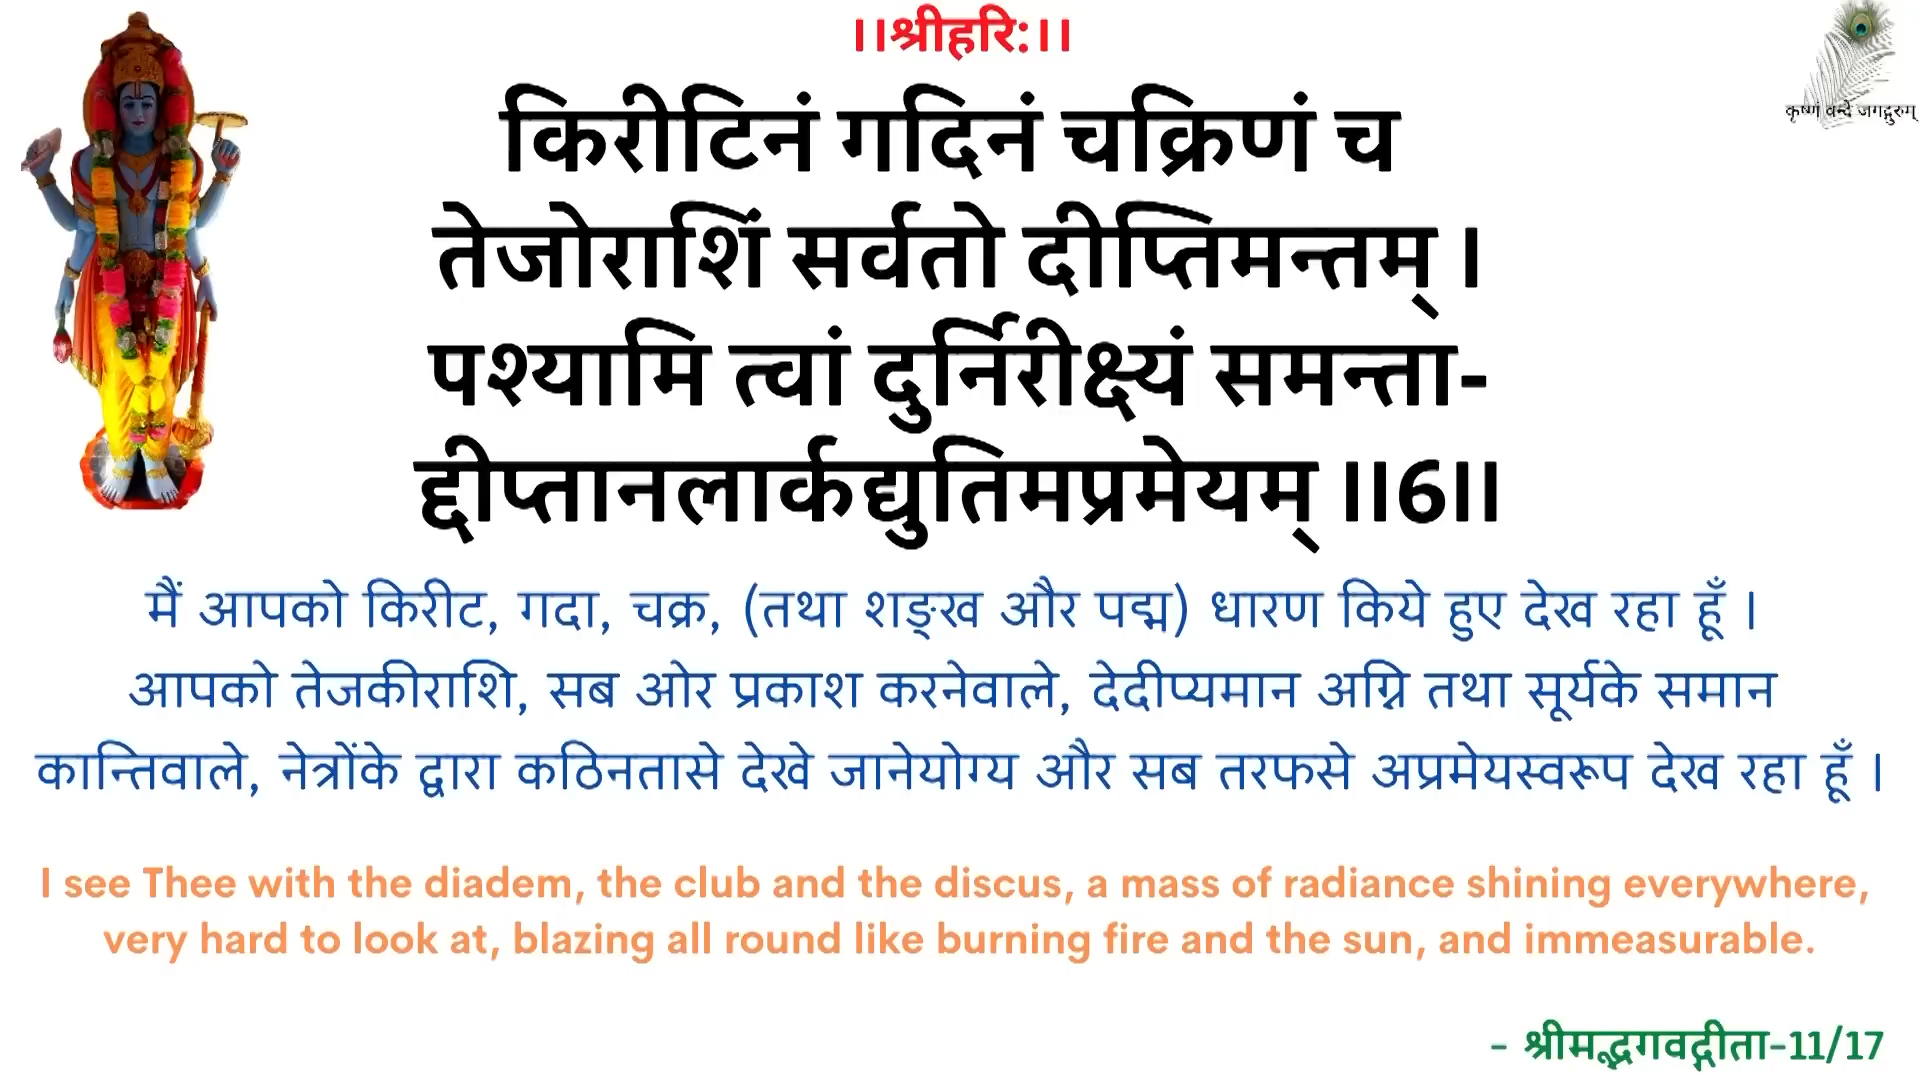 ।।श्रीहरि:।।
कृष्णं वन्दे जगद्गुरुम्
किरीटिनं गदिनं चक्रिणं च
तेजोराशिं सर्वतो दीप्तिमन्तम् ।
पश्यामि त्वां दुर्निरीक्ष्यं समन्ता-
द्दीप्तानलार्कद्युतिमप्रमेयम् ।।6।।
मैं आपको किरीट, गदा, चक्र, (तथा शङ्ख और पद्म) धारण किये हुए देख रहा हूँ ।
आपको तेजकीराशि, सब ओर प्रकाश करनेवाले, देदीप्यमान अग्नि तथा सूर्यके समान
कान्तिवाले, नेत्रोंके द्वारा कठिनतासे देखे जानेयोग्य और सब तरफसे अप्रमेयस्वरूप देख रहा हूँ ।
I see Thee with the diadem, the club and the discus, a mass of radiance shining everywhere,
very hard to look at, blazing all round like burning fire and the sun, and immeasurable.
- श्रीमद्भगवद्गीता-11/17